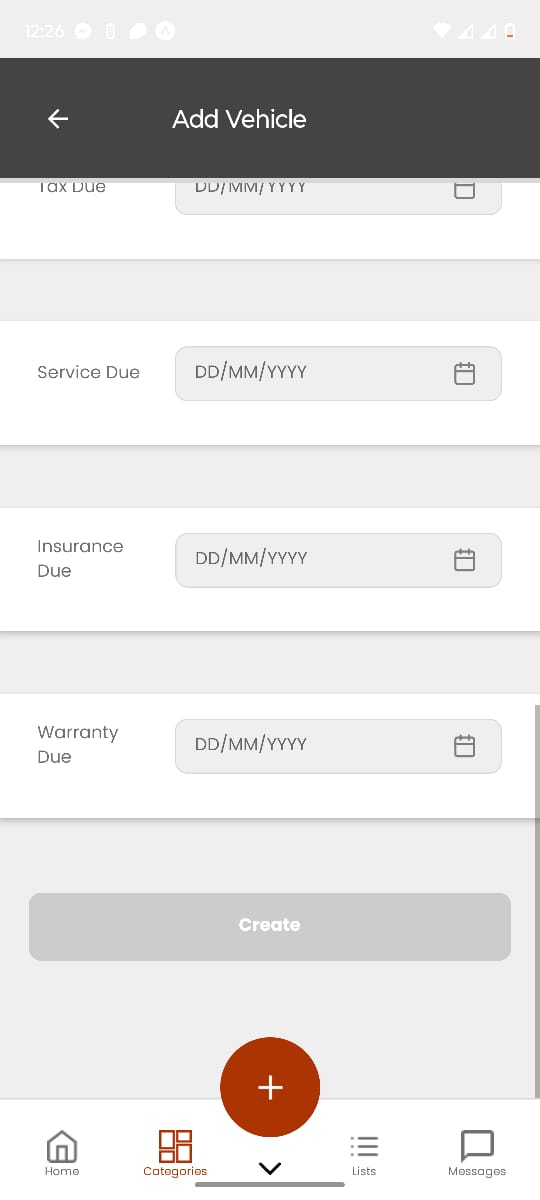 12:26
Add Vehicle
Tax Due
DD/MM/YYYY
Service Due
DD/MM/YYYY
Insurance
Due
DD/MM/YYYY
Warranty
Due
DD/MM/YYYY
Create
Home
Categories
Lists
Messages